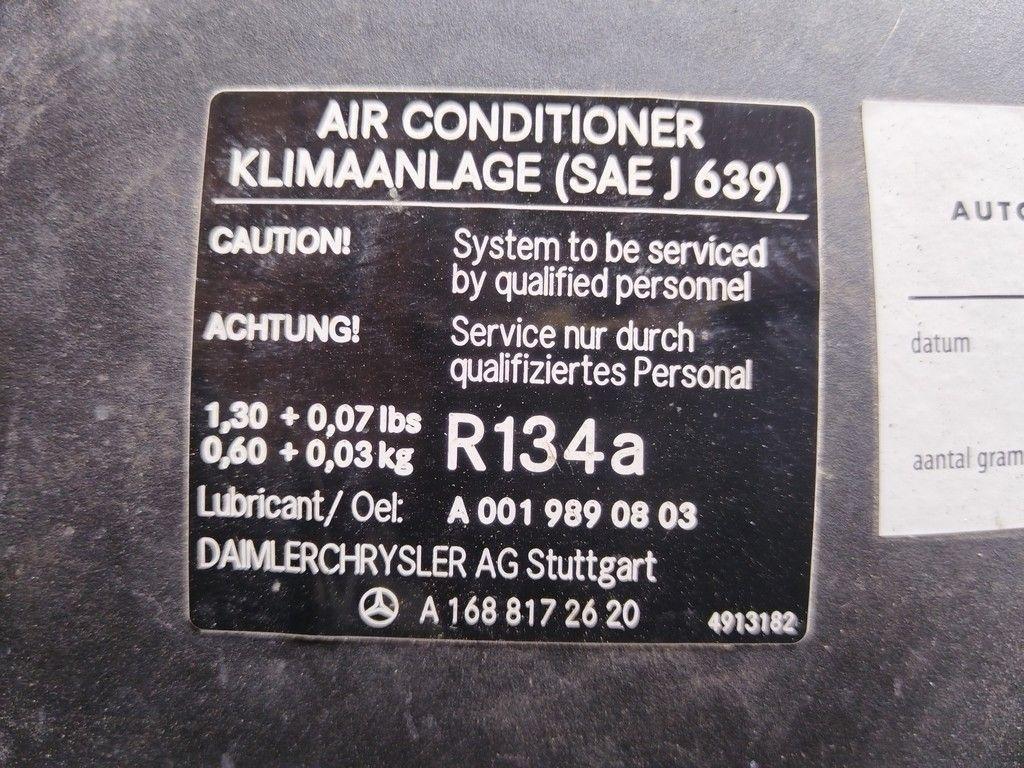 AIR CONDITIONER
KLIMAANLAGE (SAE J 639)
CAUTION! System to be serviced
by qualified personnel
ACHTUNG! Service nur durch
qualifiziertes Personal
1,30 + 0,07 lbs
0,60 + 0,03 kg R134a
Lubricant/ Oel: A 001 989 08 03
DAIMLERCHRYSLER AG Stuttgart
A 168 817 26 20 4913182
AUTO
datum
aantal gram